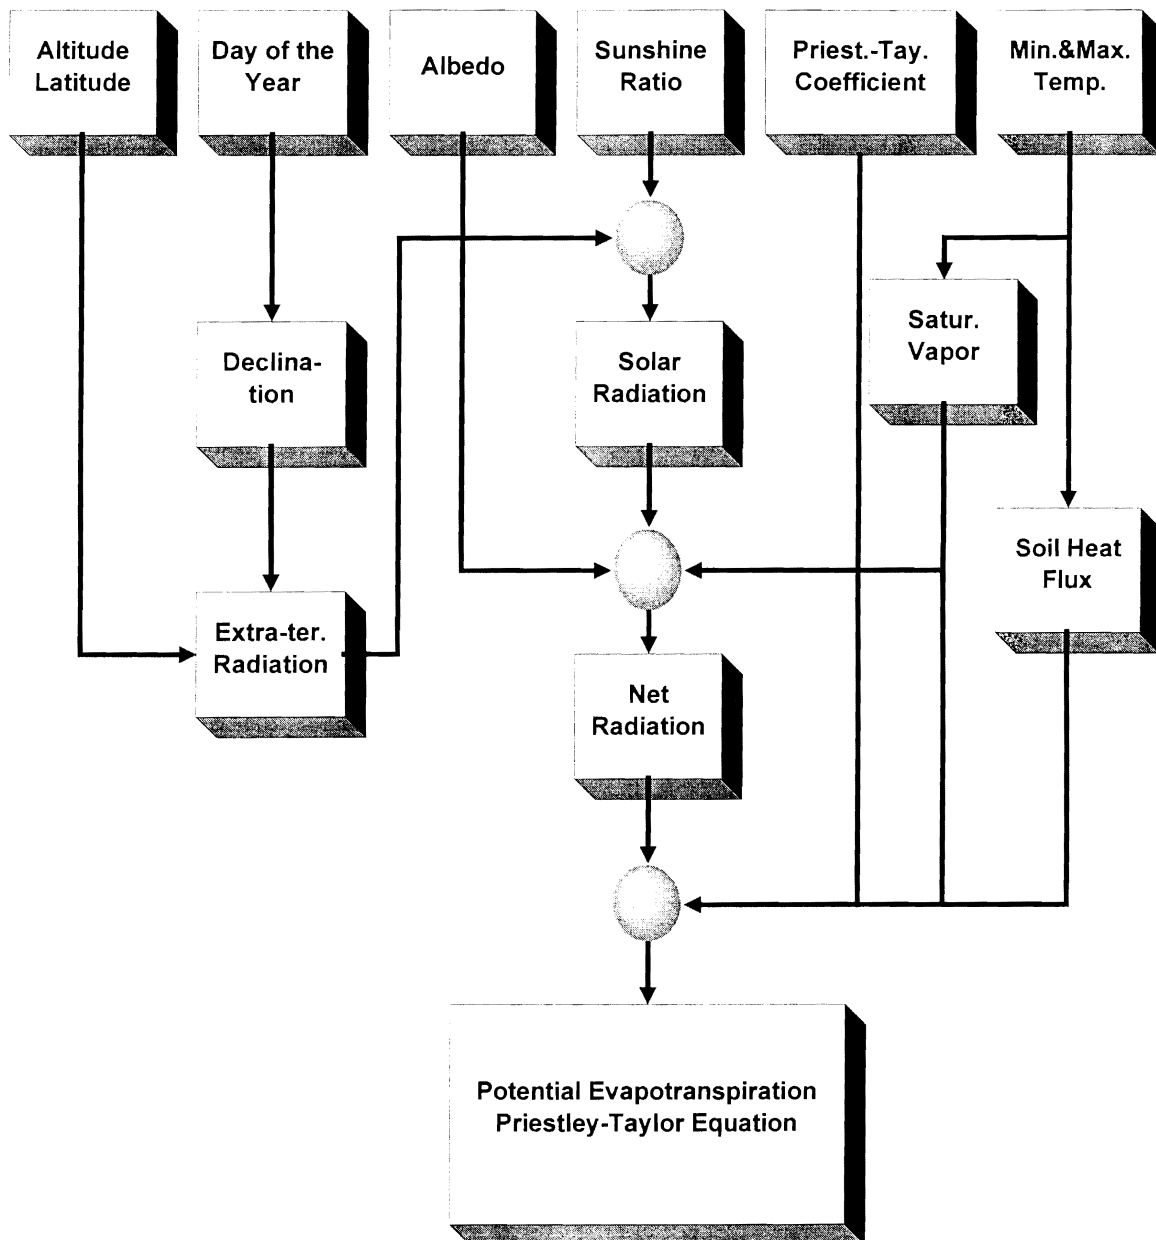 Altitude
Latitude
Day of the
Year
Albedo
Sunshine
Ratio
Priest.-Tay.
Coefficient
Min.&Max.
Temp.
Satur.
Vapor
Declina-
tion
Solar
Radiation
Soil Heat
Flux
Extra-ter.
Radiation
Net
Radiation
Potential Evapotranspiration
Priestley-Taylor Equation